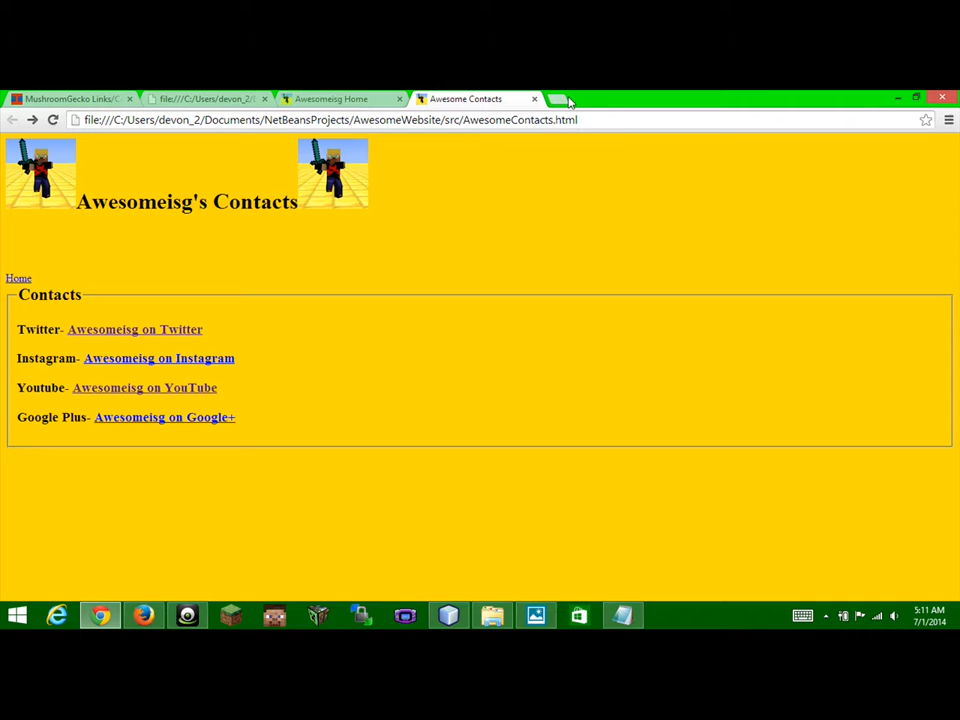 MushroomGecko Links/C
file:///C:/Users/devon_2/
Awesomeisg Home
Awesome Contacts
file:///C:/Users/devon_2/Documents/NetBeansProjects/AwesomeWebsite/src/AwesomeContacts.html
Awesomeisg's Contacts
Home
Contacts
Twitter- Awesomeisg on Twitter
Instagram- Awesomeisg on Instagram
Youtube- Awesomeisg on YouTube
Google Plus- Awesomeisg on Google+
5:11 AM
7/1/2014